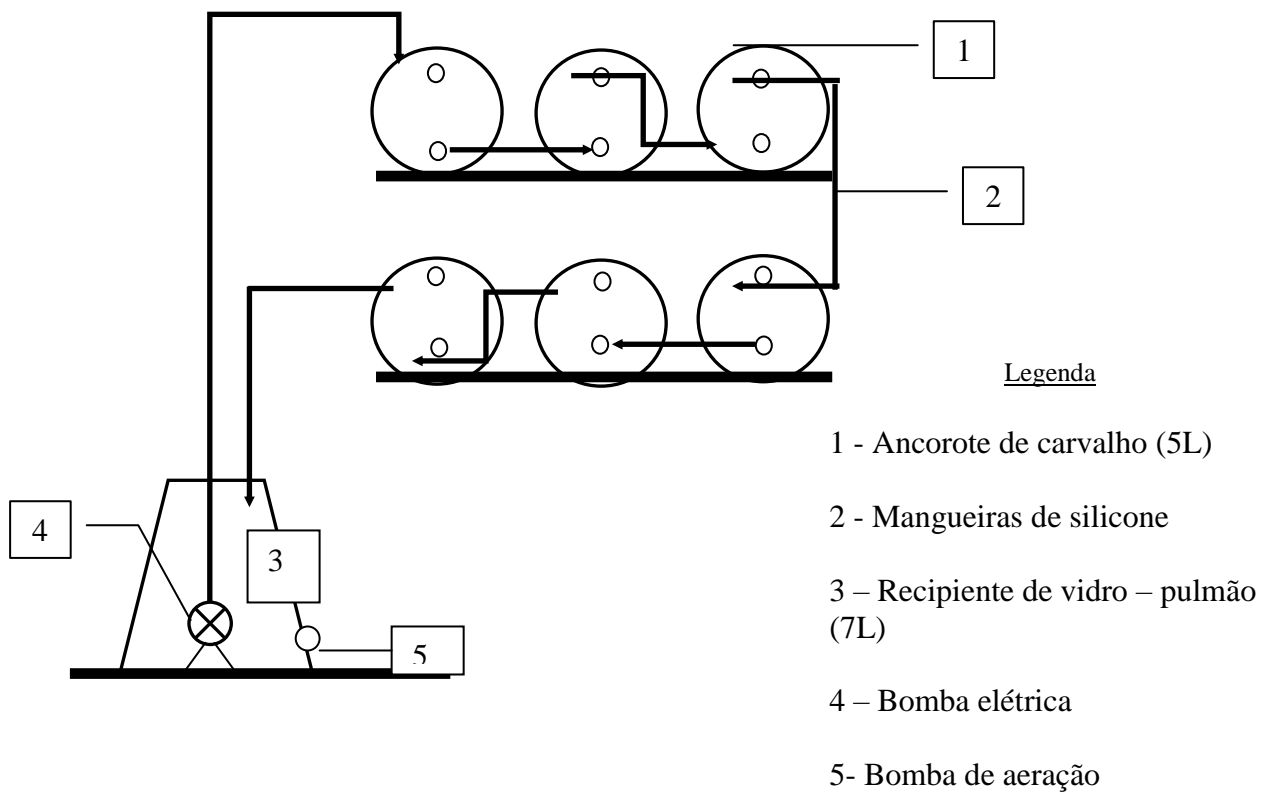 1
2
Legenda
1 - Ancorote de carvalho (5L)
2 - Mangueiras de silicone
4
3
3 – Recipiente de vidro – pulmão
(7L)
5
4 – Bomba elétrica
5- Bomba de aeração